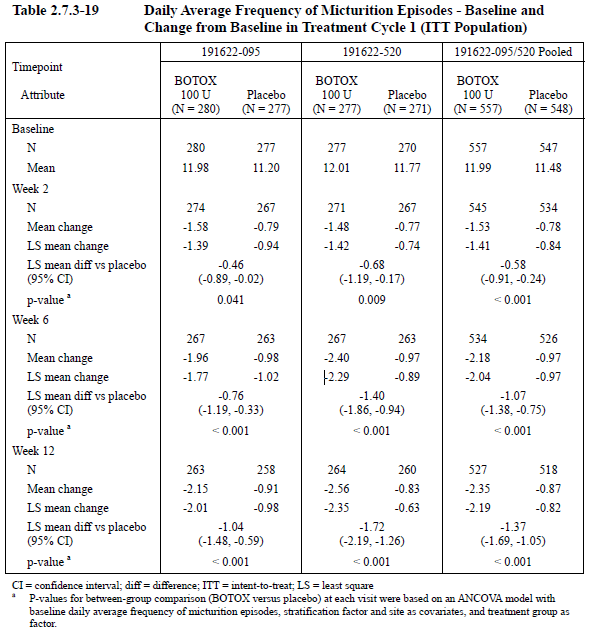 Table 2.7.3-19 Daily Average Frequency of Micturition Episodes - Baseline and
Change from Baseline in Treatment Cycle 1 (ITT Population)
191622-095 191622-520 191622-095/520 Pooled
Timepoint
Attribute
BOTOX 100 U (N = 280) Placebo (N = 277) BOTOX 100 U (N = 277) Placebo (N = 271) BOTOX 100 U (N = 557) Placebo (N = 548)
Baseline
N 280 277 277 270 557 547
Mean 11.98 11.20 12.01 11.77 11.99 11.48
Week 2
N 274 267 271 267 545 534
Mean change -1.58 -0.79 -1.48 -0.77 -1.53 -0.78
LS mean change -1.39 -0.94 -1.42 -0.74 -1.41 -0.84
LS mean diff vs placebo -0.46 -0.68 -0.58
(95% CI) (-0.89, -0.02) (-1.19, -0.17) (-0.91, -0.24)
p-value a 0.041 0.009 < 0.001
Week 6
N 267 263 267 263 534 526
Mean change -1.96 -0.98 -2.40 -0.97 -2.18 -0.97
LS mean change -1.77 -1.02 -2.29 -0.89 -2.04 -0.97
LS mean diff vs placebo -0.76 -1.40 -1.07
(95% CI) (-1.19, -0.33) (-1.86, -0.94) (-1.38, -0.75)
p-value a < 0.001 < 0.001 < 0.001
Week 12
N 263 258 264 260 527 518
Mean change -2.15 -0.91 -2.56 -0.83 -2.35 -0.87
LS mean change -2.01 -0.98 -2.35 -0.63 -2.19 -0.82
LS mean diff vs placebo -1.04 -1.72 -1.37
(95% CI) (-1.48, -0.59) (-2.19, -1.26) (-1.69, -1.05)
p-value a < 0.001 < 0.001 < 0.001
CI = confidence interval; diff = difference; ITT = intent-to-treat; LS = least square
a P-values for between-group comparison (BOTOX versus placebo) at each visit were based on an ANCOVA model with
baseline daily average frequency of micturition episodes, stratification factor and site as covariates, and treatment group as
factor.